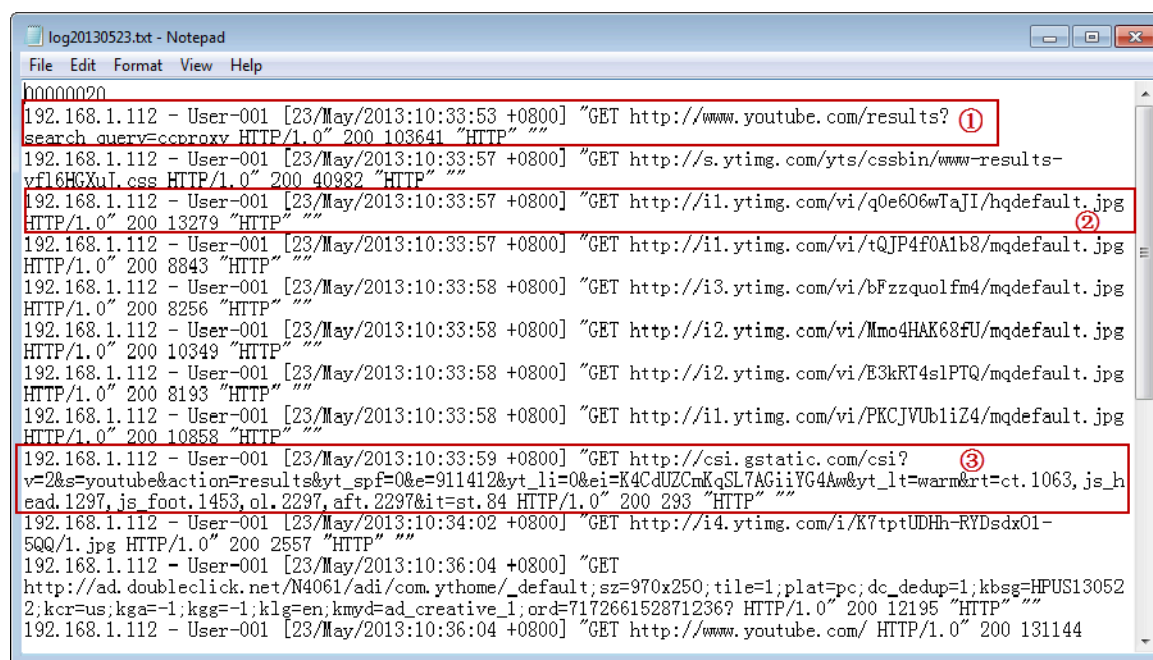 log20130523.txt - Notepad
File Edit Format View Help
00000020
192.168.1.112 - User-001 [23/May/2013:10:33:53 +0800] "GET http://www.youtube.com/results? ①
search_query=ccproxy HTTP/1.0" 200 103641 "HTTP" ""
192.168.1.112 - User-001 [23/May/2013:10:33:57 +0800] "GET http://s.ytimg.com/yts/cssbin/www-results-
vfl6HGXuJ.css HTTP/1.0" 200 40982 "HTTP" ""
192.168.1.112 - User-001 [23/May/2013:10:33:57 +0800] "GET http://i1.ytimg.com/vi/q0e6O6wTaJI/hqdefault.jpg
HTTP/1.0" 200 13279 "HTTP" "" ②
192.168.1.112 - User-001 [23/May/2013:10:33:57 +0800] "GET http://i1.ytimg.com/vi/tQJP4f0A1b8/mqdefault.jpg
HTTP/1.0" 200 8843 "HTTP" ""
192.168.1.112 - User-001 [23/May/2013:10:33:58 +0800] "GET http://i3.ytimg.com/vi/bFzzquolfm4/mqdefault.jpg
HTTP/1.0" 200 8256 "HTTP" ""
192.168.1.112 - User-001 [23/May/2013:10:33:58 +0800] "GET http://i2.ytimg.com/vi/Mmo4HAK68fU/mqdefault.jpg
HTTP/1.0" 200 10349 "HTTP" ""
192.168.1.112 - User-001 [23/May/2013:10:33:58 +0800] "GET http://i2.ytimg.com/vi/E3kRT4slPTQ/mqdefault.jpg
HTTP/1.0" 200 8193 "HTTP" ""
192.168.1.112 - User-001 [23/May/2013:10:33:58 +0800] "GET http://i1.ytimg.com/vi/PKCJVUb1iZ4/mqdefault.jpg
HTTP/1.0" 200 10858 "HTTP" ""
192.168.1.112 - User-001 [23/May/2013:10:33:59 +0800] "GET http://csi.gstatic.com/csi? ③
v=2&s=youtube&action=results&yt_spf=0&e=911412&yt_li=0&ei=K4CdUZCmKqSL7AGiiYG4Aw&yt_lt=warm&rt=ct.1063,js_h
ead.1297,js_foot.1453,ol.2297,aft.2297&it=st.84 HTTP/1.0" 200 293 "HTTP" ""
192.168.1.112 - User-001 [23/May/2013:10:34:02 +0800] "GET http://i4.ytimg.com/i/K7tptUDHh-RYDsdxO1-
5QQ/1.jpg HTTP/1.0" 200 2557 "HTTP" ""
192.168.1.112 - User-001 [23/May/2013:10:36:04 +0800] "GET
http://ad.doubleclick.net/N4061/adi/com.ythome/_default;sz=970x250;tile=1;plat=pc;dc_dedup=1;kbsg=HPUS13052
2;kcr=us;kga=-1;kgg=-1;klg=en;kmyd=ad_creative_1;ord=717266152871236? HTTP/1.0" 200 12195 "HTTP" ""
192.168.1.112 - User-001 [23/May/2013:10:36:04 +0800] "GET http://www.youtube.com/ HTTP/1.0" 200 131144